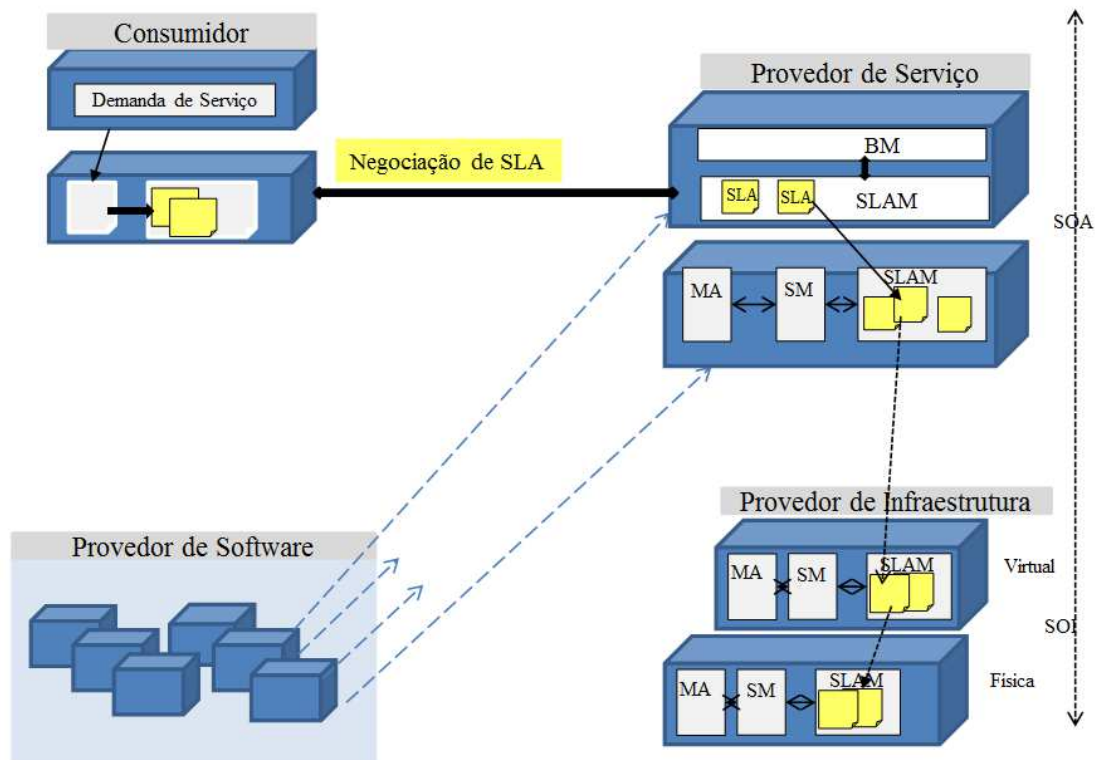 Consumidor
Demanda de Serviço
Negociação de SLA
Provedor de Serviço
BM
SLA
SLA
SLAM
SOA
MA
SM
SLAM
Provedor de Software
Provedor de Infraestrutura
MA
SM
SLAM
Virtual
SOI
MA
SM
SLAM
Física